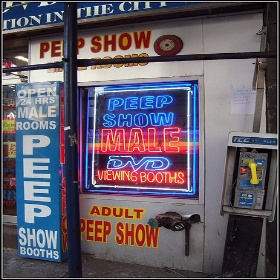 TION IN THE CITY
PEEP SHOW
MALE ROOMS
OPEN
24 HRS
MALE
ROOMS
PEEP
SHOW
BOOTHS
PEEP
SHOW
MALE
DVD
VIEWING BOOTHS
ADULT
PEEP SHOW